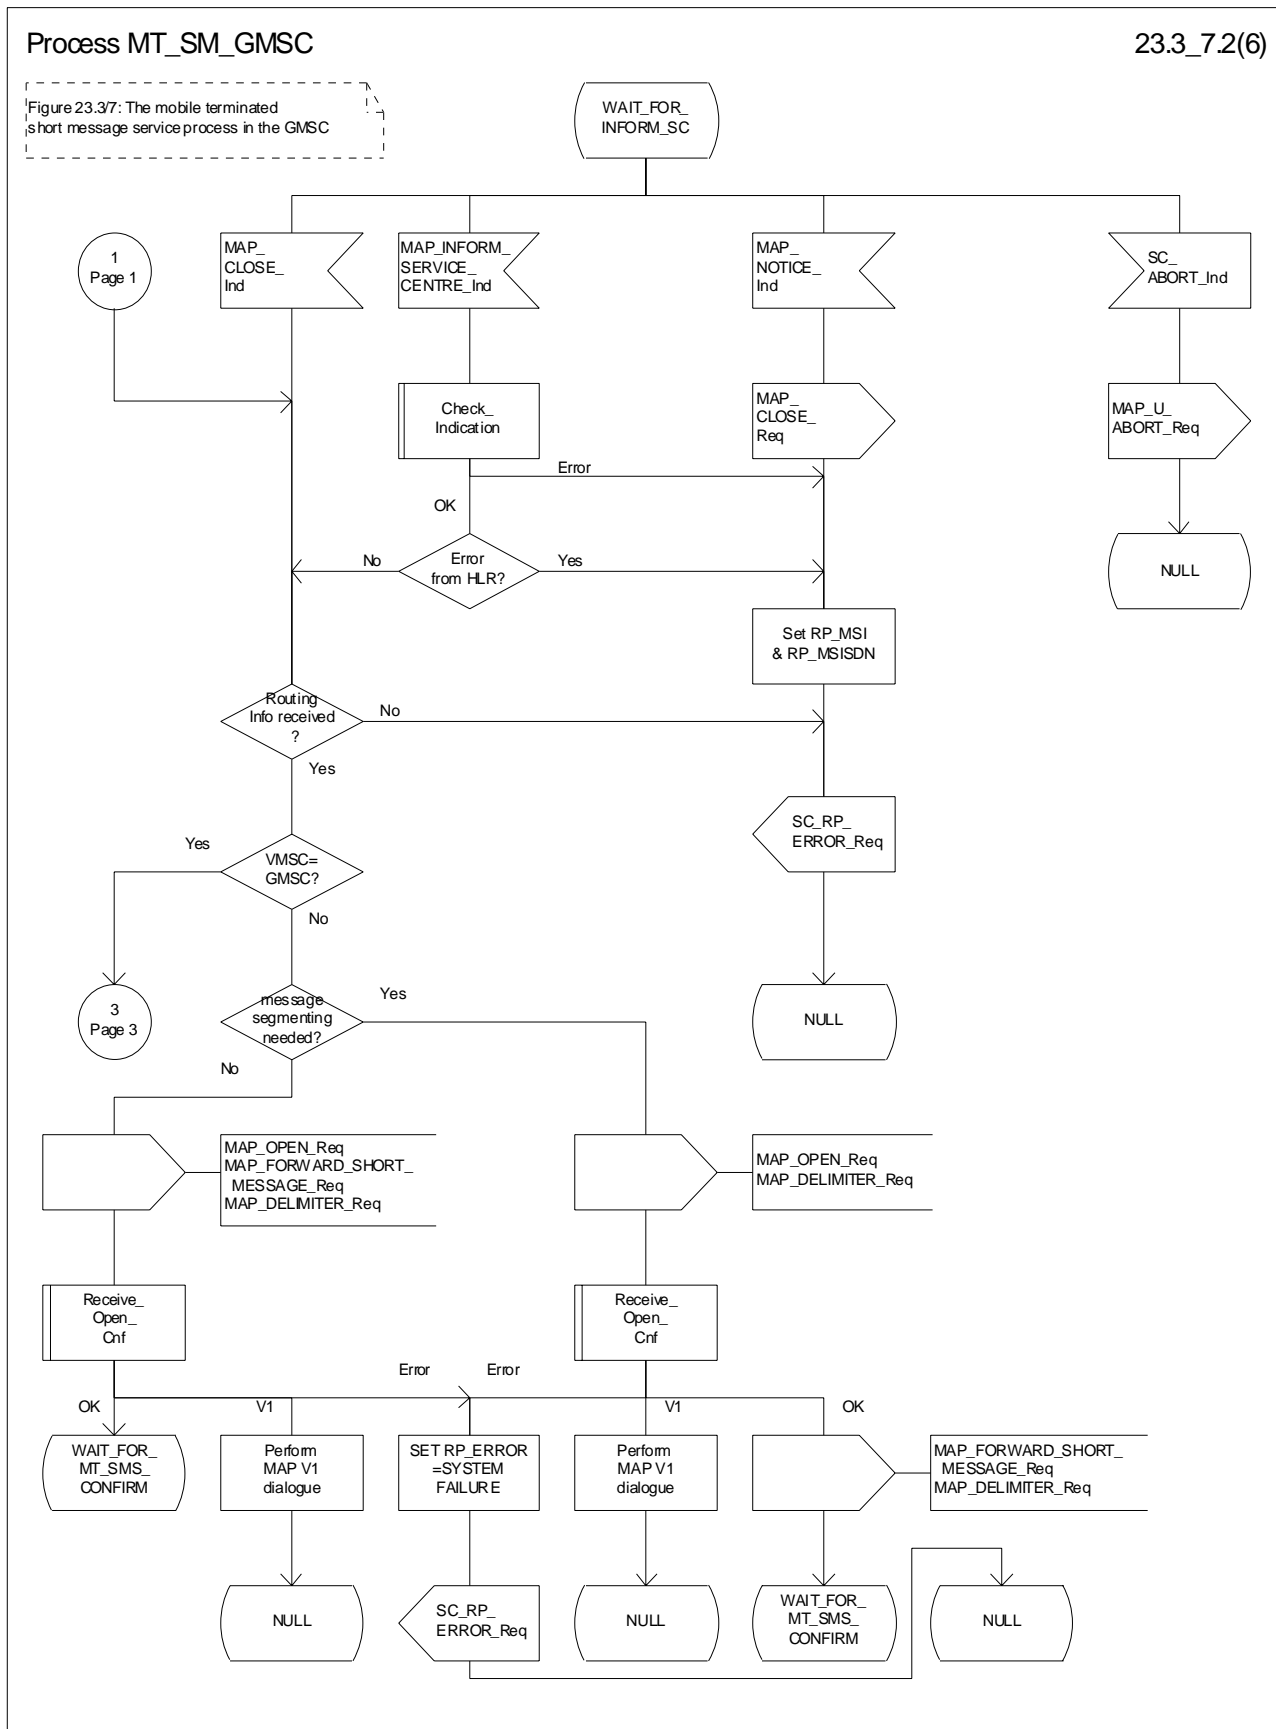 Process MT_SM_GMSC
23.3_7.2(6)
Figure 23.3/7: The mobile terminated
short message service process in the GMSC
WAIT_FOR_
INFORM_SC
1
Page 1
MAP_
CLOSE_
Ind
MAP_INFORM_
SERVICE_
CENTRE_Ind
MAP_
NOTICE_
Ind
SC_
ABORT_Ind
Check_
Indication
MAP_
CLOSE_
Req
MAP_U_
ABORT_Req
Error
OK
No
Error
from HLR?
Yes
NULL
Set RP_MSI
& RP_MSISDN
Routing
Info received
?
No
Yes
SC_RP_
ERROR_Req
Yes
VMSC=
GMSC?
No
3
Page 3
message
segmenting
needed?
Yes
NULL
No
MAP_OPEN_Req
MAP_FORWARD_SHORT_
MESSAGE_Req
MAP_DELIMITER_Req
MAP_OPEN_Req
MAP_DELIMITER_Req
Receive_
Open_
Cnf
Receive_
Open_
Cnf
Error
Error
OK
V1
V1
OK
WAIT_FOR_
MT_SMS_
CONFIRM
Perform
MAP V1
dialogue
SET RP_ERROR
=SYSTEM
FAILURE
Perform
MAP V1
dialogue
MAP_FORWARD_SHORT_
MESSAGE_Req
MAP_DELIMITER_Req
NULL
SC_RP_
ERROR_Req
NULL
WAIT_FOR_
MT_SMS_
CONFIRM
NULL